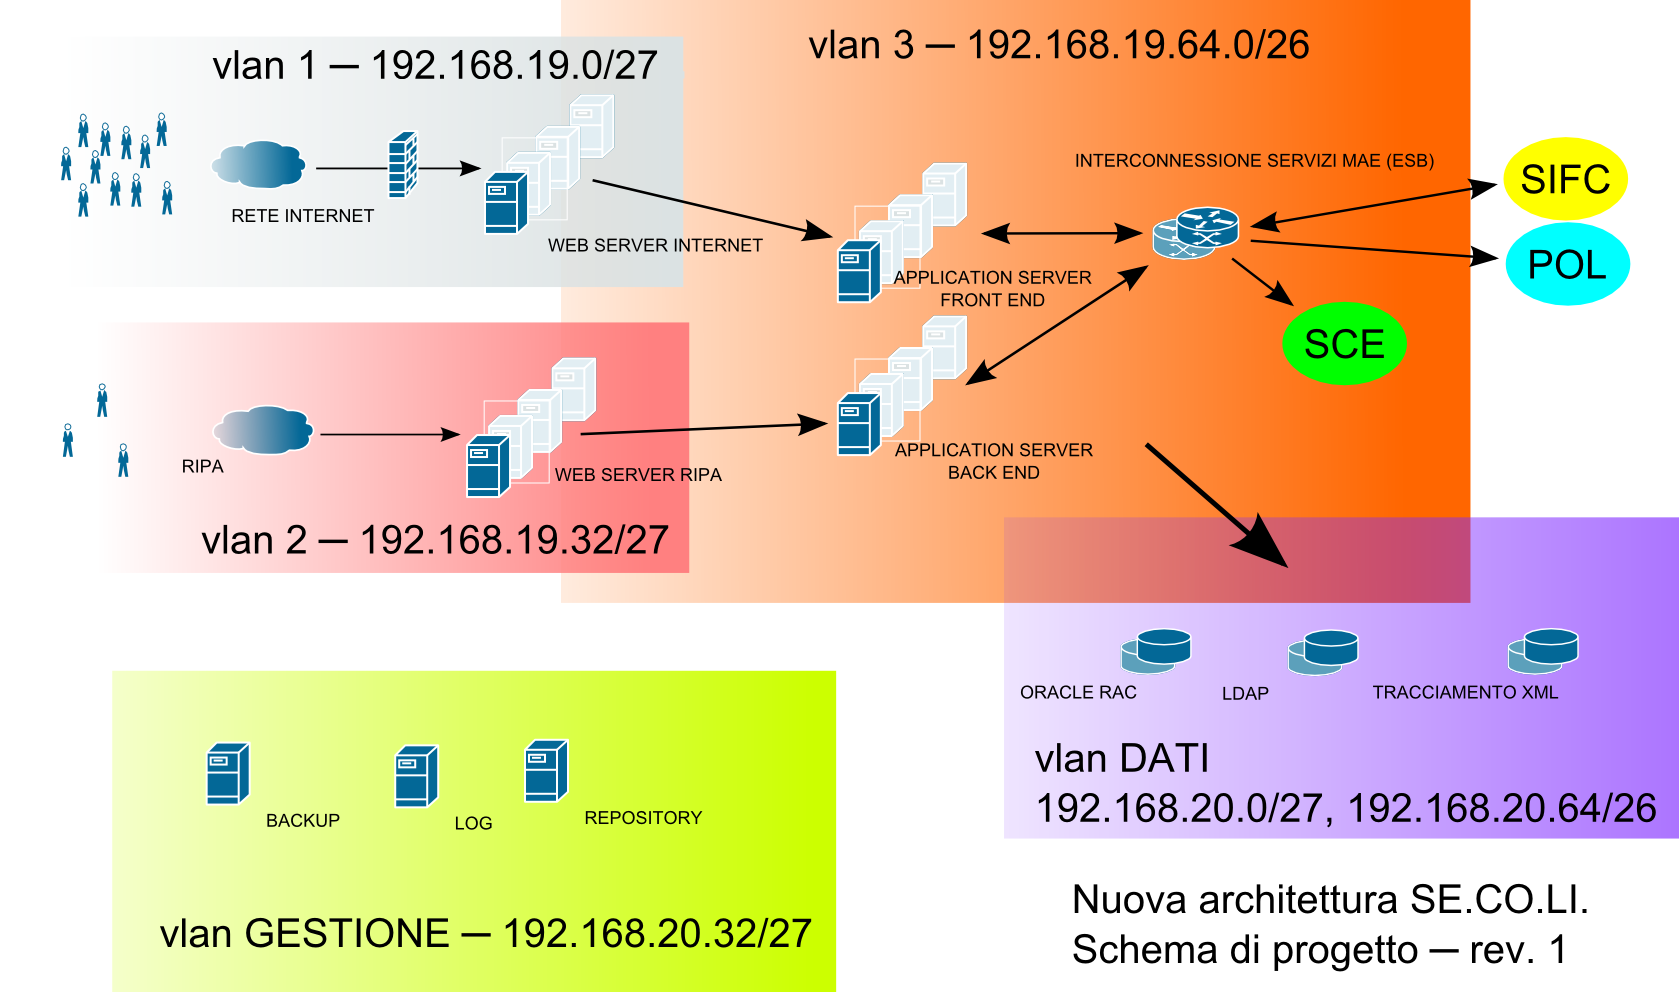 vlan 1 — 192.168.19.0/27
vlan 3 — 192.168.19.64.0/26
RETE INTERNET
WEB SERVER INTERNET
INTERCONNESSIONE SERVIZI MAE (ESB)
SIFC
POL
SCE
APPLICATION SERVER
FRONT END
RIPA
WEB SERVER RIPA
APPLICATION SERVER
BACK END
vlan 2 — 192.168.19.32/27
ORACLE RAC
LDAP
TRACCIAMENTO XML
vlan DATI
192.168.20.0/27, 192.168.20.64/26
BACKUP
LOG
REPOSITORY
vlan GESTIONE — 192.168.20.32/27
Nuova architettura SE.CO.LI.
Schema di progetto — rev. 1